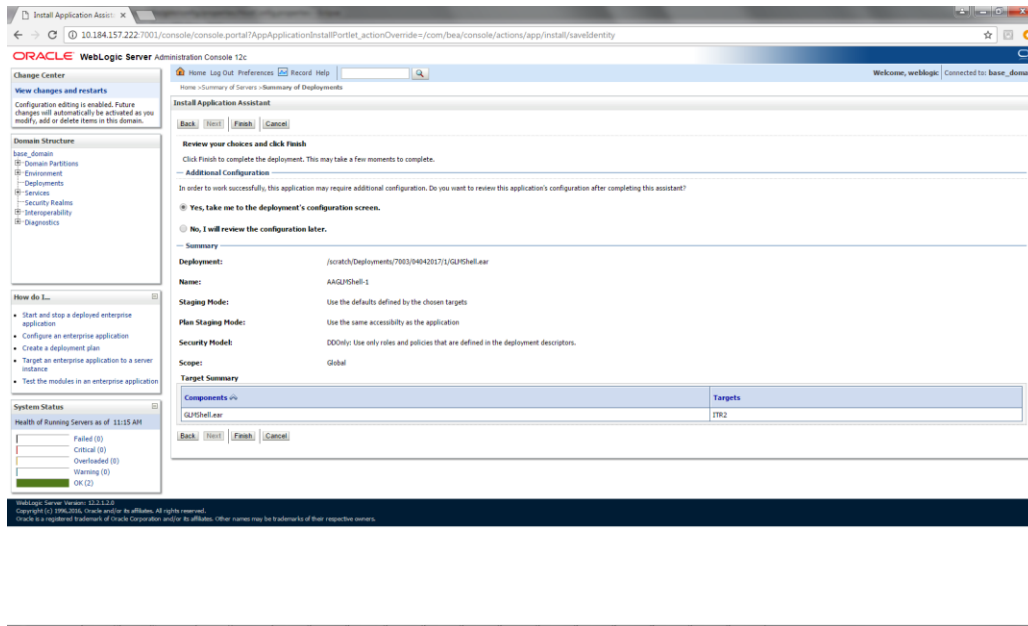 Install Application Assist
10.184.157.222:7001/console/console.portal?AppApplicationInstallPortlet_actionOverride=/com/bea/console/actions/app/install/saveIdentity
ORACLE WebLogic Server Administration Console 12c
Change Center
View changes and restarts
Configuration editing is enabled. Future
changes will automatically be activated as you
modify, add or delete items in this domain.
Domain Structure
base_domain
Domain Partitions
Environment
Deployments
Services
Security Realms
Interoperability
Diagnostics
How do I...
Start and stop a deployed enterprise
application
Configure an enterprise application
Create a deployment plan
Target an enterprise application to a server
instance
Test the modules in an enterprise application
System Status
Health of Running Servers as of 11:15 AM
Failed (0)
Critical (0)
Overloaded (0)
Warning (0)
OK (2)
Home Log Out Preferences Record Help
Welcome, weblogic Connected to: base_doma
Home >Summary of Servers >Summary of Deployments
Install Application Assistant
Back Next Finish Cancel
Review your choices and click Finish
Click Finish to complete the deployment. This may take a few moments to complete.
Additional Configuration
In order to work successfully, this application may require additional configuration. Do you want to review this application's configuration after completing this assistant?
Yes, take me to the deployment's configuration screen.
No, I will review the configuration later.
Summary
Deployment: /scratch/Deployments/7003/04042017/1/GLMShell.ear
Name: AAGLMShell-1
Staging Mode: Use the defaults defined by the chosen targets
Plan Staging Mode: Use the same accessibilty as the application
Security Model: DDOnly: Use only roles and policies that are defined in the deployment descriptors.
Scope: Global
Target Summary
Components Targets
GLMShell.ear ITR2
Back Next Finish Cancel
WebLogic Server Version: 12.2.1.2.0
Copyright (c) 1996,2016, Oracle and/or its affiliates. All rights reserved.
Oracle is a registered trademark of Oracle Corporation and/or its affiliates. Other names may be trademarks of their respective owners.